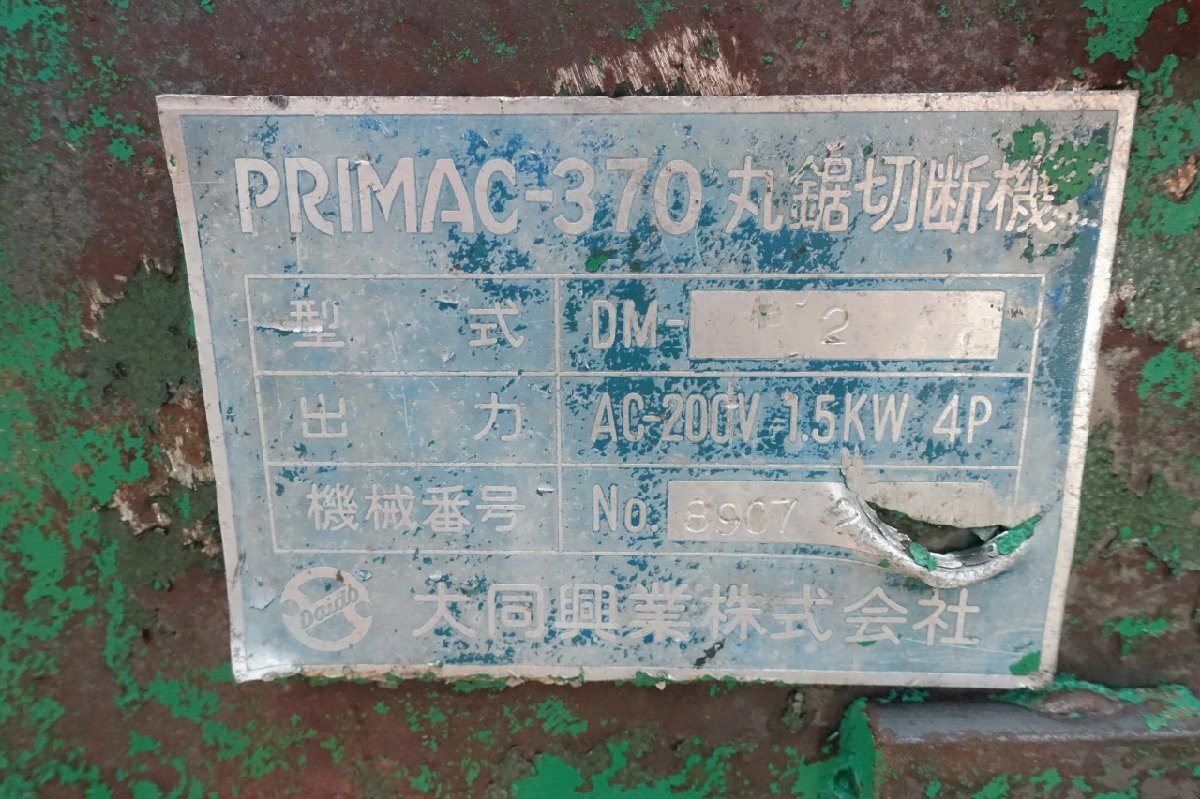 PRIMAC-370 丸鋸切断機
型式 DM- B 2
出力 AC-200V 1.5KW 4P
機械番号 No. 8907
Daido 大同興業株式会社